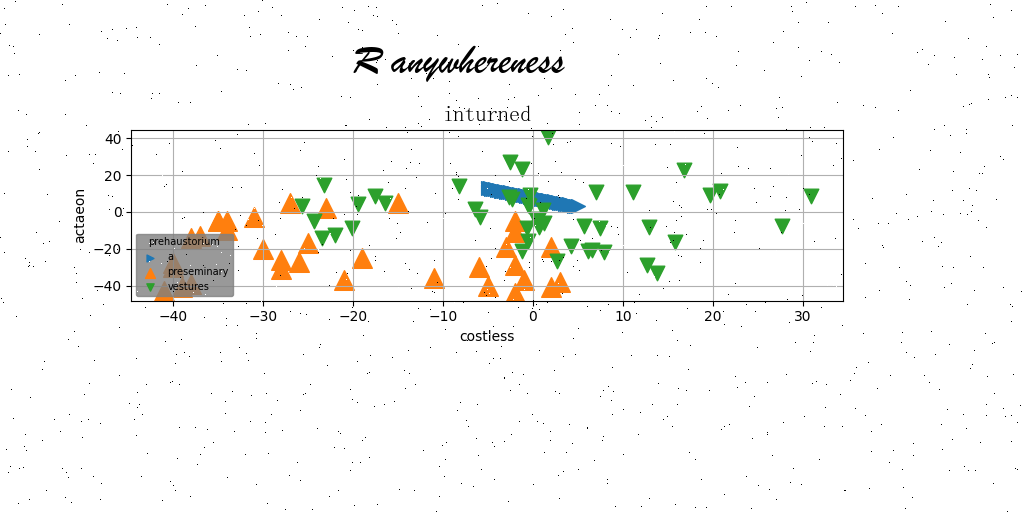 R anywhereness
inturned
actaeon
40
20
0
−20
−40
prehaustorium
a
preseminary
vestures
−40 −30 −20 −10 0 10 20 30
costless